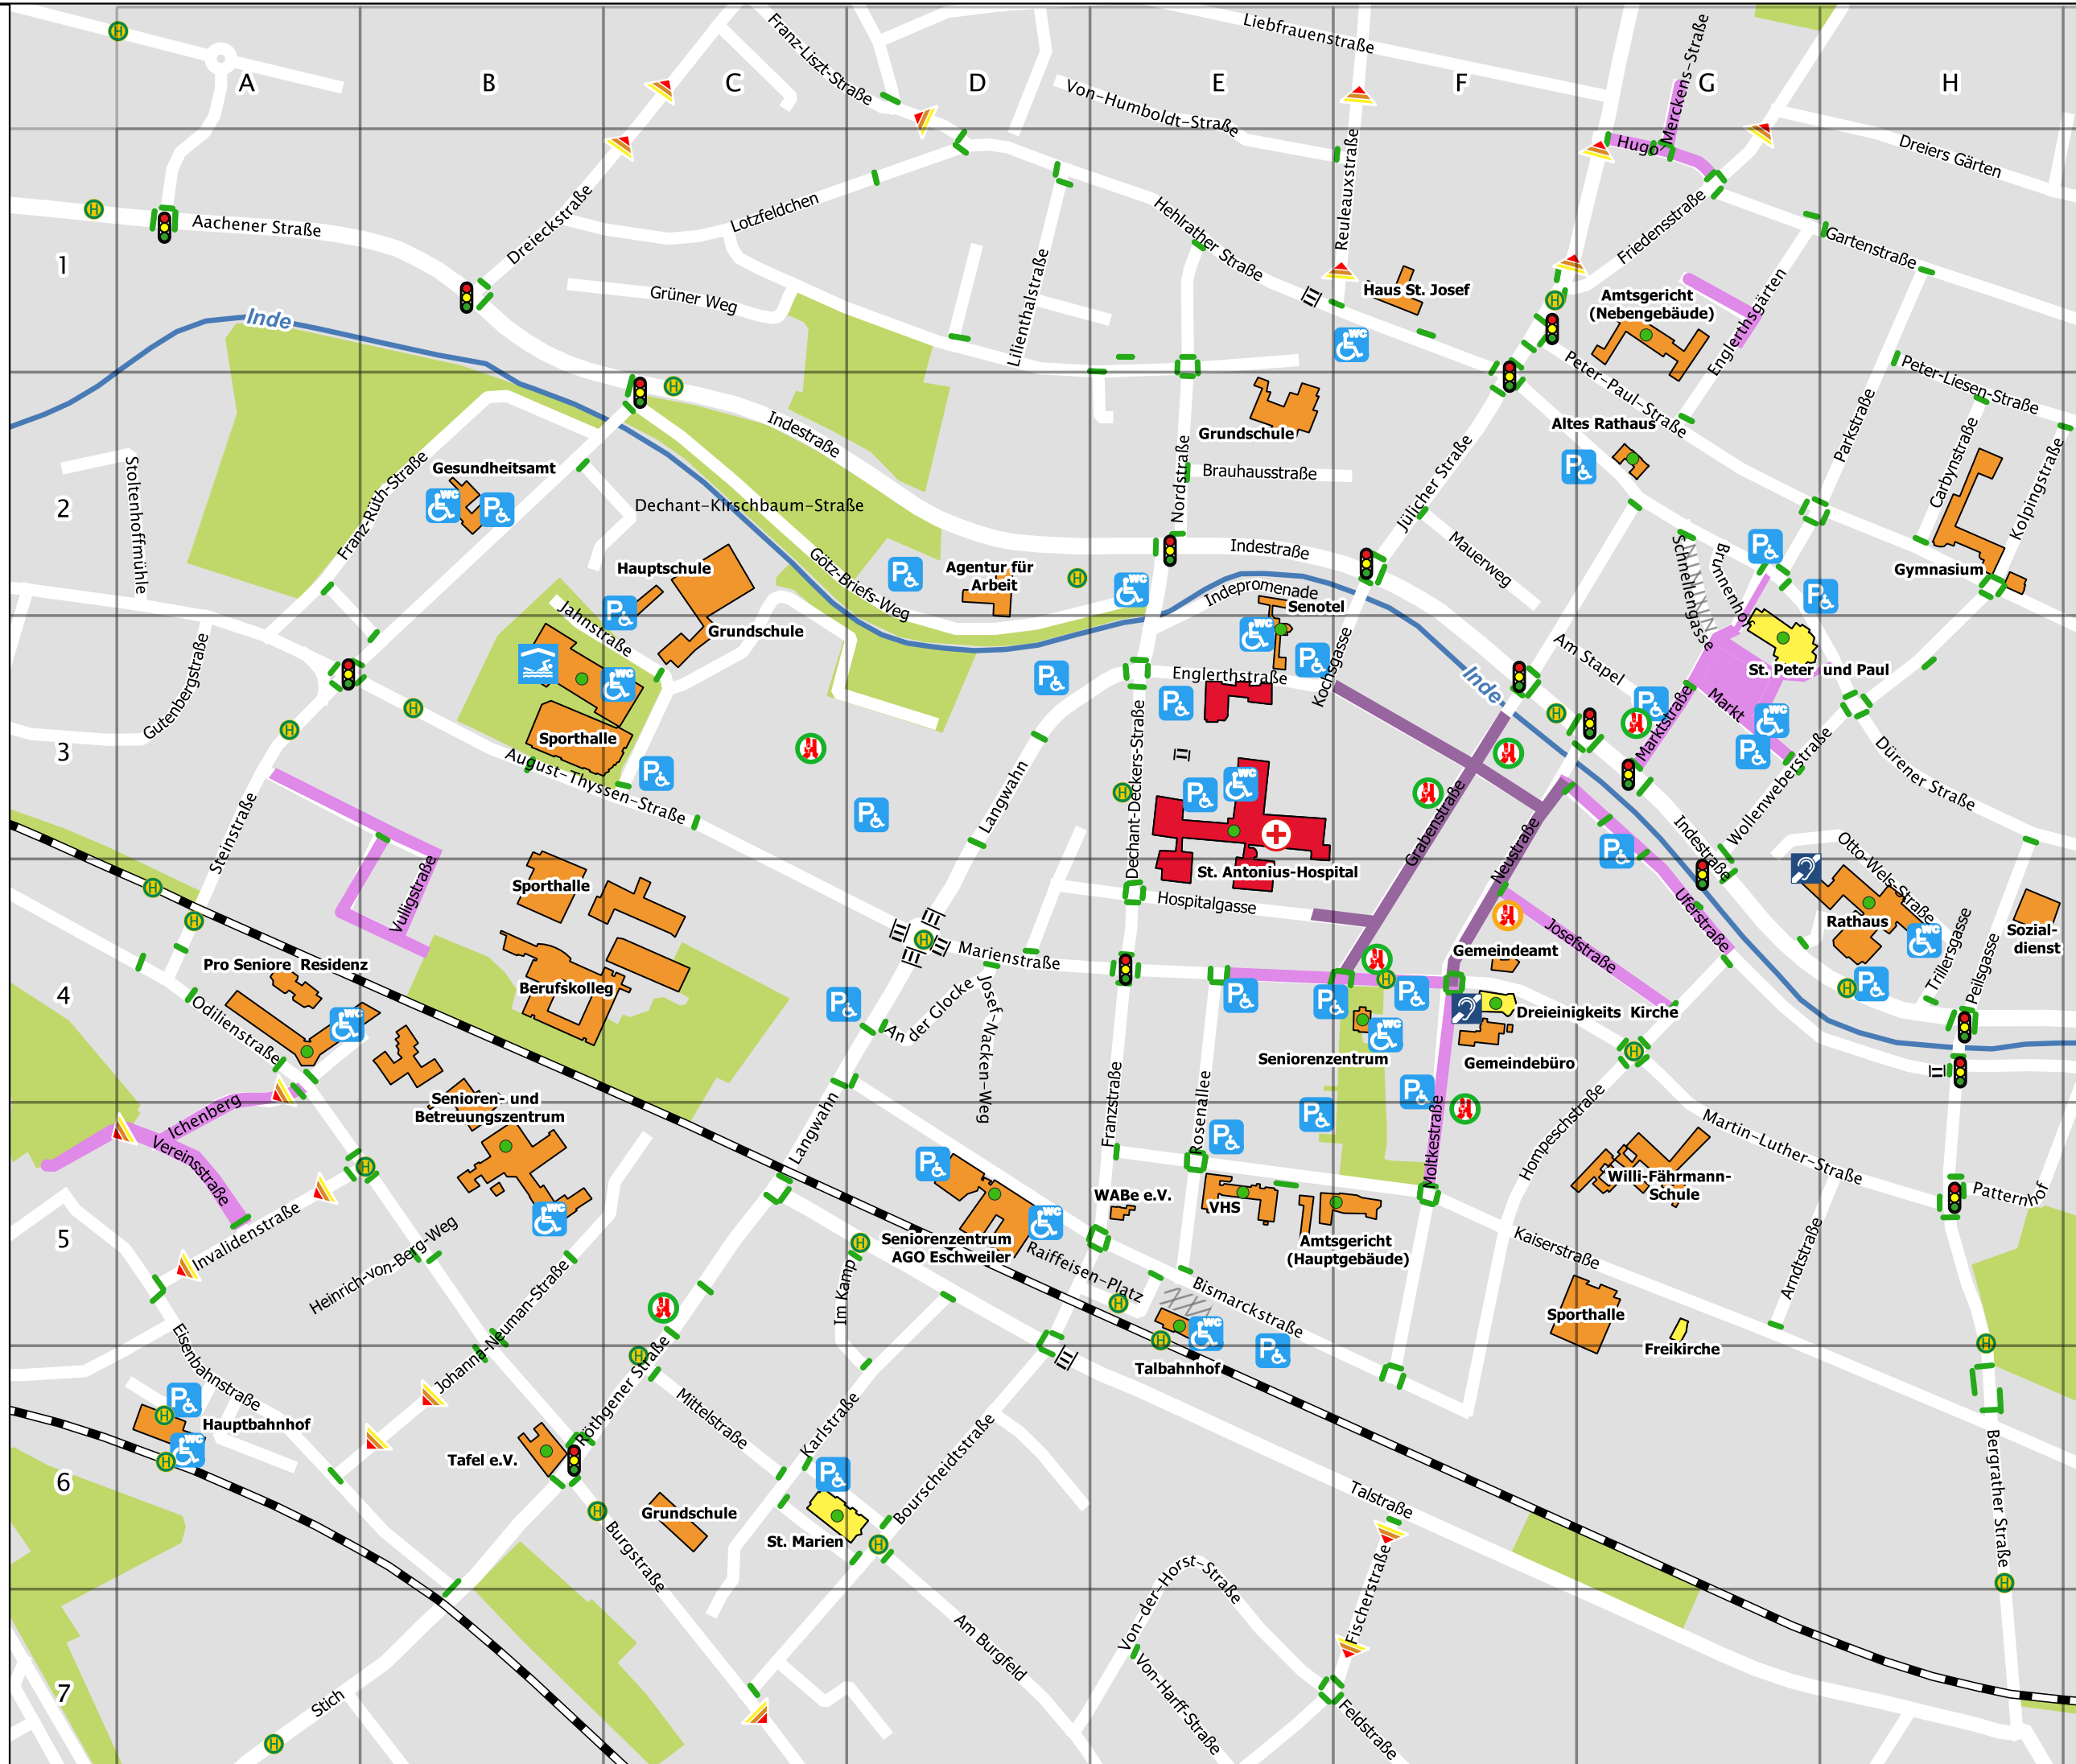 Liebfrauenstraße
Franz-Liszt-Straße
Merckens-Straße
A
B
C
D
E
F
G
H
Von-Humboldt-Straße
Hugo
Dreiers Gärten
Reuleauxstraße
Aachener Straße
Dreieckstraße
Lotzfeldchen
Hehlrather Straße
Friedensstraße
Gartenstraße
1
Grüner Weg
Lilienthalstraße
Haus St. Josef
Amtsgericht
(Nebengebäude)
Englerthsgärten
Inde
Peter-Paul-Straße
Peter-Liesen-Straße
Indestraße
Grundschule
Altes Rathaus
Parkstraße
Carbynstraße
Kolpingstraße
Stoltenhoffmühle
Franz-Rüth-Straße
Gesundheitsamt
WC
Nordstraße
Brauhausstraße
Jülicher Straße
2
Dechant-Kirschbaum-Straße
Indestraße
Mauerweg
Schnellengasse
Brunnenhof
Hauptschule
Götz-Briefs-Weg
Agentur für
Arbeit
Gymnasium
Indepromenade
Senotel
Jahnstraße
Grundschule
Gutenbergstraße
Kochsgasse
Am Stapel
St. Peter und Paul
Englerthstraße
Inde
Markt
Marktstraße
Sporthalle
3
August-Thyssen-Straße
Langwahn
Dechant-Deckers-Straße
Wollenweberstraße
Dürener Straße
Steinstraße
Grabenstraße
Neustraße
Indestraße
Otto-Wels-Straße
St. Antonius-Hospital
Sporthalle
Vulligstraße
Hospitalgasse
Uferstraße
Rathaus
Sozial-
dienst
Trillersgasse
Peilsgasse
Marienstraße
Josefstraße
Gemeindeamt
Pro Seniore Residenz
Berufskolleg
4
Odilienstraße
An der Glocke
Josef-Nacken-Weg
Dreieinigkeits Kirche
Seniorenzentrum
Gemeindebüro
Senioren- und
Betreuungszentrum
Ichenberg
Vereinsstraße
Langwahn
Franzstraße
Rosenallee
Moltkestraße
Hompeschstraße
Martin-Luther-Straße
Willi-Fährmann-
Schule
Patternhof
WABe e.V.
VHS
5
Invalidenstraße
Heinrich-von-Berg-Weg
Seniorenzentrum
AGO Eschweiler
Amtsgericht
(Hauptgebäude)
Kaiserstraße
Arndtstraße
Im Kamp
Raiffeisen-Platz
Bismarckstraße
Johanna-Neuman-Straße
Sporthalle
Freikirche
Eisenbahnstraße
Talbahnhof
Röthgener Straße
Hauptbahnhof
Mittelstraße
Karlstraße
Bourscheidtstraße
Tafel e.V.
6
Grundschule
St. Marien
Talstraße
Bergrather Straße
Burgstraße
Fischerstraße
Von-der-Horst-Straße
Am Burgfeld
7
Stich
Von-Harff-Straße
Feldstraße